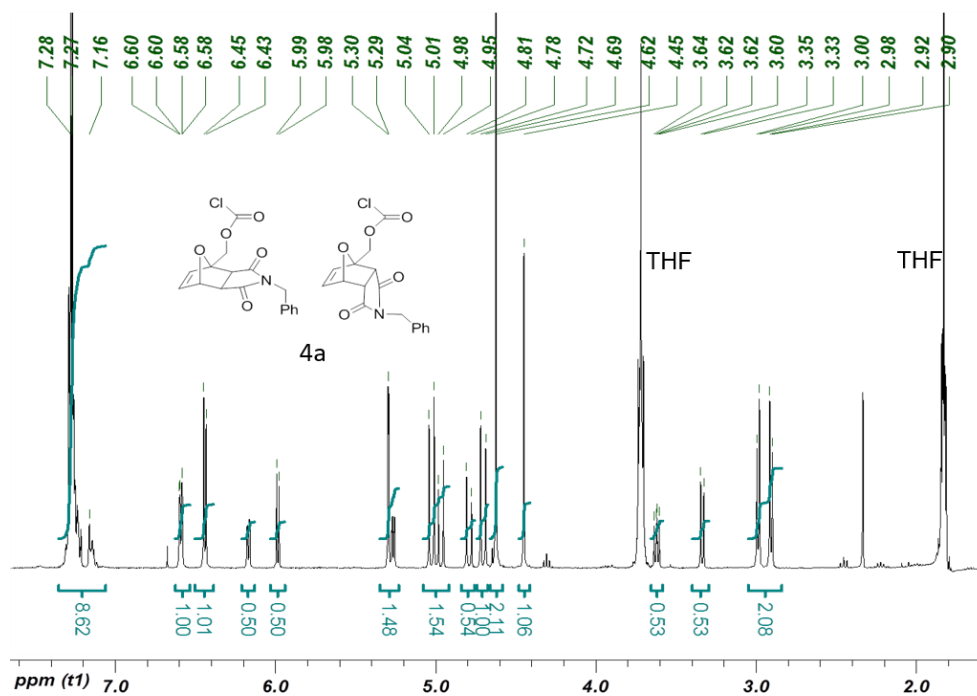 7.28 7.27 7.16 6.60 6.60 6.58 6.58 6.45 6.43 5.99 5.98 5.30 5.29 5.04 5.01 4.98 4.95 4.81 4.78 4.72 4.69 4.62 4.45 3.64 3.62 3.62 3.60 3.35 3.33 3.00 2.98 2.92 2.90
Cl O O O O N O Ph
Cl O O O O N O Ph
4a
THF THF
8.62 1.00 1.01 0.50 0.50 1.48 1.54 0.54 1.00 2.11 1.06 0.53 0.53 2.08
ppm (t1) 7.0 6.0 5.0 4.0 3.0 2.0